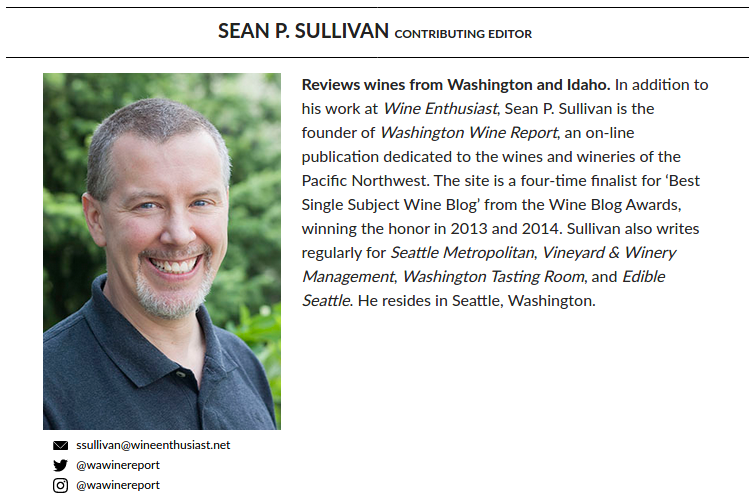 SEAN P. SULLIVAN CONTRIBUTING EDITOR
Reviews wines from Washington and Idaho. In addition to
his work at Wine Enthusiast, Sean P. Sullivan is the
founder of Washington Wine Report, an on-line
publication dedicated to the wines and wineries of the
Pacific Northwest. The site is a four-time finalist for ‘Best
Single Subject Wine Blog’ from the Wine Blog Awards,
winning the honor in 2013 and 2014. Sullivan also writes
regularly for Seattle Metropolitan, Vineyard & Winery
Management, Washington Tasting Room, and Edible
Seattle. He resides in Seattle, Washington.
ssullivan@wineenthusiast.net
@wawinereport
@wawinereport